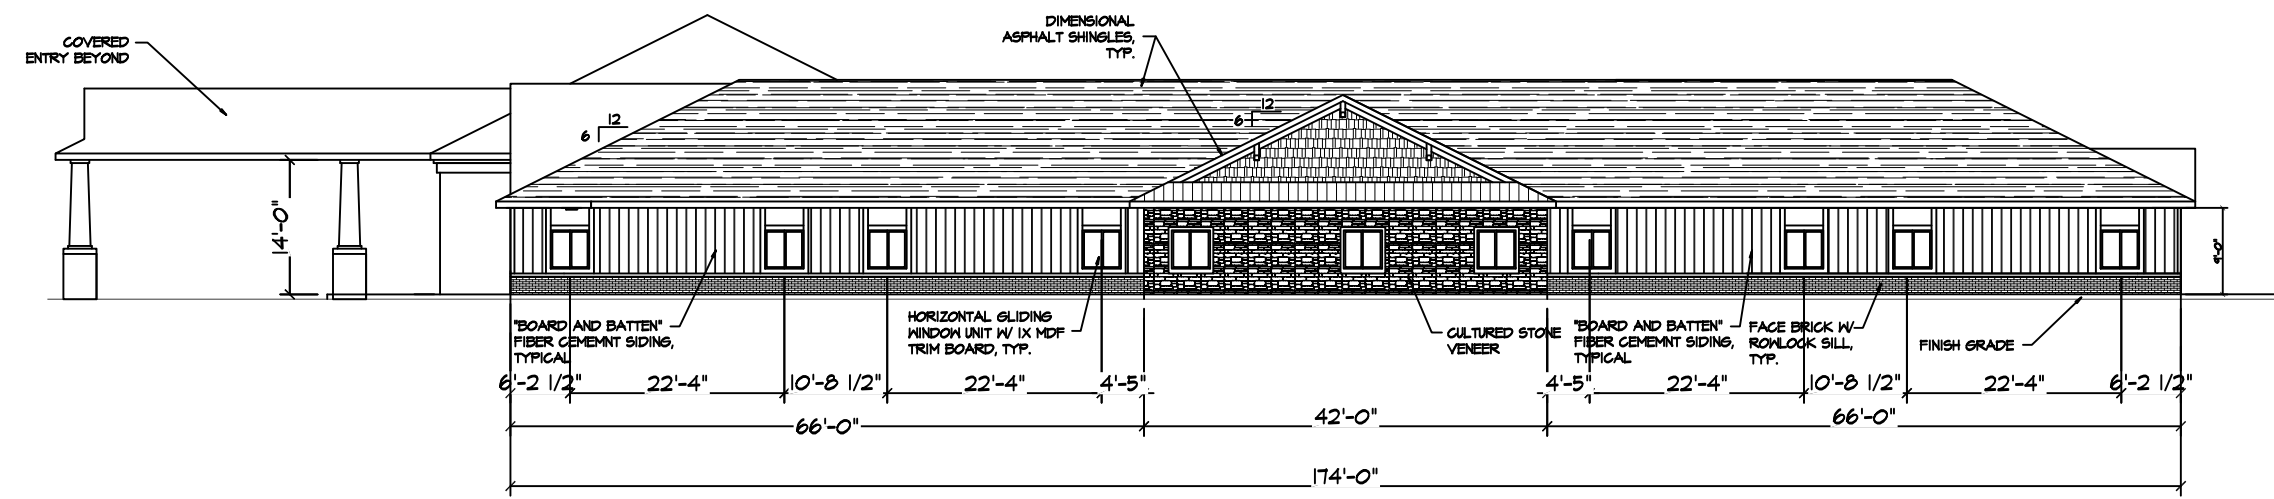 COVERED
ENTRY BEYOND
DIMENSIONAL
ASPHALT SHINGLES,
TYP.
12
6
12
6
14'-0"
9'-0"
"BOARD AND BATTEN"
FIBER CEMEMNT SIDING,
TYPICAL
HORIZONTAL GLIDING
WINDOW UNIT W/ 1X MDF
TRIM BOARD, TYP.
CULTURED STONE
VENEER
"BOARD AND BATTEN"
FIBER CEMEMNT SIDING,
TYPICAL
FACE BRICK W/
ROWLOCK SILL,
TYP.
FINISH GRADE
6'-2 1/2"
22'-4"
10'-8 1/2"
22'-4"
4'-5"
4'-5"
22'-4"
10'-8 1/2"
22'-4"
6'-2 1/2"
66'-0"
42'-0"
66'-0"
174'-0"